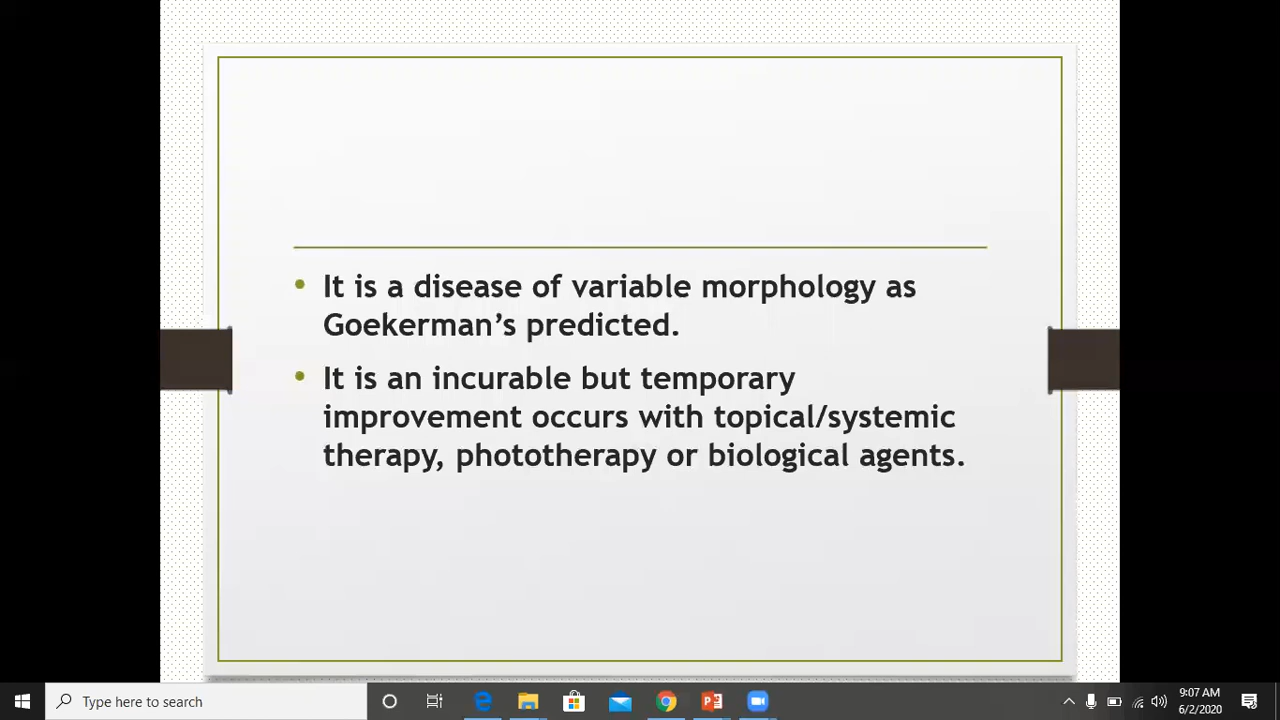 • It is a disease of variable morphology as
Goekerman’s predicted.
• It is an incurable but temporary
improvement occurs with topical/systemic
therapy, phototherapy or biological agents.
Type here to search
9:07 AM
6/2/2020